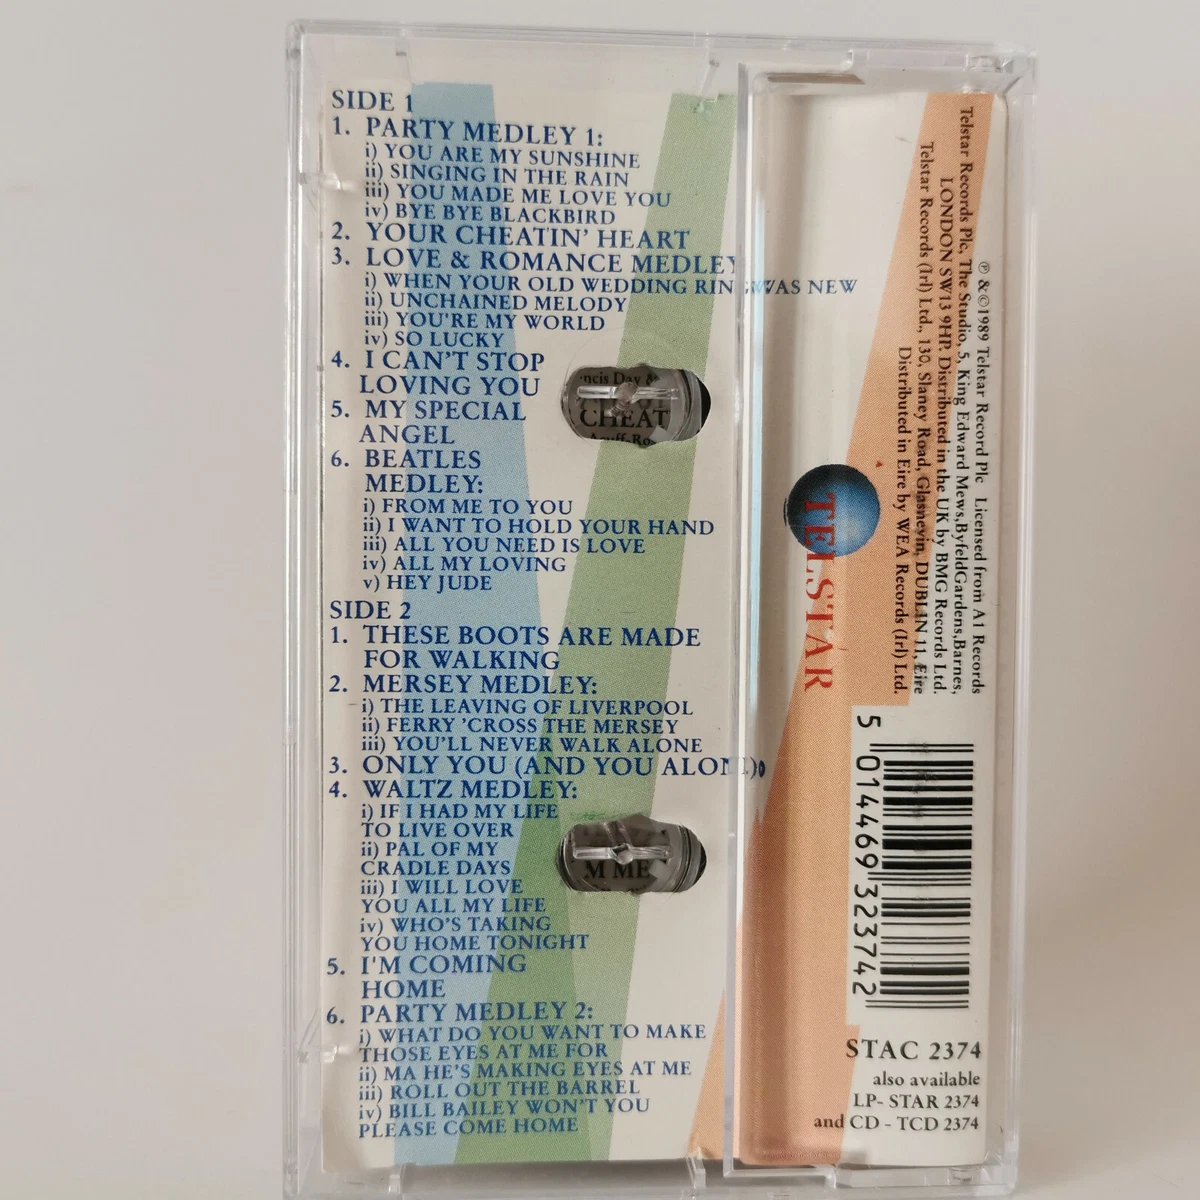 SIDE 1
1. PARTY MEDLEY 1:
i) YOU ARE MY SUNSHINE
ii) SINGING IN THE RAIN
iii) YOU MADE ME LOVE YOU
iv) BYE BYE BLACKBIRD
2. YOUR CHEATIN' HEART
3. LOVE & ROMANCE MEDLEY
i) WHEN YOUR OLD WEDDING RING WAS NEW
ii) UNCHAINED MELODY
iii) YOU'RE MY WORLD
iv) SO LUCKY
4. I CAN'T STOP
LOVING YOU
5. MY SPECIAL
ANGEL
6. BEATLES
MEDLEY:
i) FROM ME TO YOU
ii) I WANT TO HOLD YOUR HAND
iii) ALL YOU NEED IS LOVE
iv) ALL MY LOVING
v) HEY JUDE
SIDE 2
1. THESE BOOTS ARE MADE
FOR WALKING
2. MERSEY MEDLEY:
i) THE LEAVING OF LIVERPOOL
ii) FERRY 'CROSS THE MERSEY
iii) YOU'LL NEVER WALK ALONE
3. ONLY YOU (AND YOU ALONE)
4. WALTZ MEDLEY:
i) IF I HAD MY LIFE
TO LIVE OVER
ii) PAL OF MY
CRADLE DAYS
iii) I WILL LOVE
YOU ALL MY LIFE
iv) WHO'S TAKING
YOU HOME TONIGHT
5. I'M COMING
HOME
6. PARTY MEDLEY 2:
i) WHAT DO YOU WANT TO MAKE
THOSE EYES AT ME FOR
ii) MA HE'S MAKING EYES AT ME
iii) ROLL OUT THE BARREL
iv) BILL BAILEY WON'T YOU
PLEASE COME HOME
CHEAT
M ME
℗ & © 1989 Telstar Record Plc Licensed from A1 Records
Telstar Records Plc, The Studio, 5, King Edward Mews, Byfeld Gardens, Barnes,
LONDON SW13 9HP. Distributed in the UK by BMG Records Ltd.
Telstar Records (Irl) Ltd., 130, Slaney Road, Glasnevin, DUBLIN 11, Eire
Distributed in Eire by WEA Records (Irl) Ltd.
TELSTAR
5 014469 323742
STAC 2374
also available
LP- STAR 2374
and CD - TCD 2374